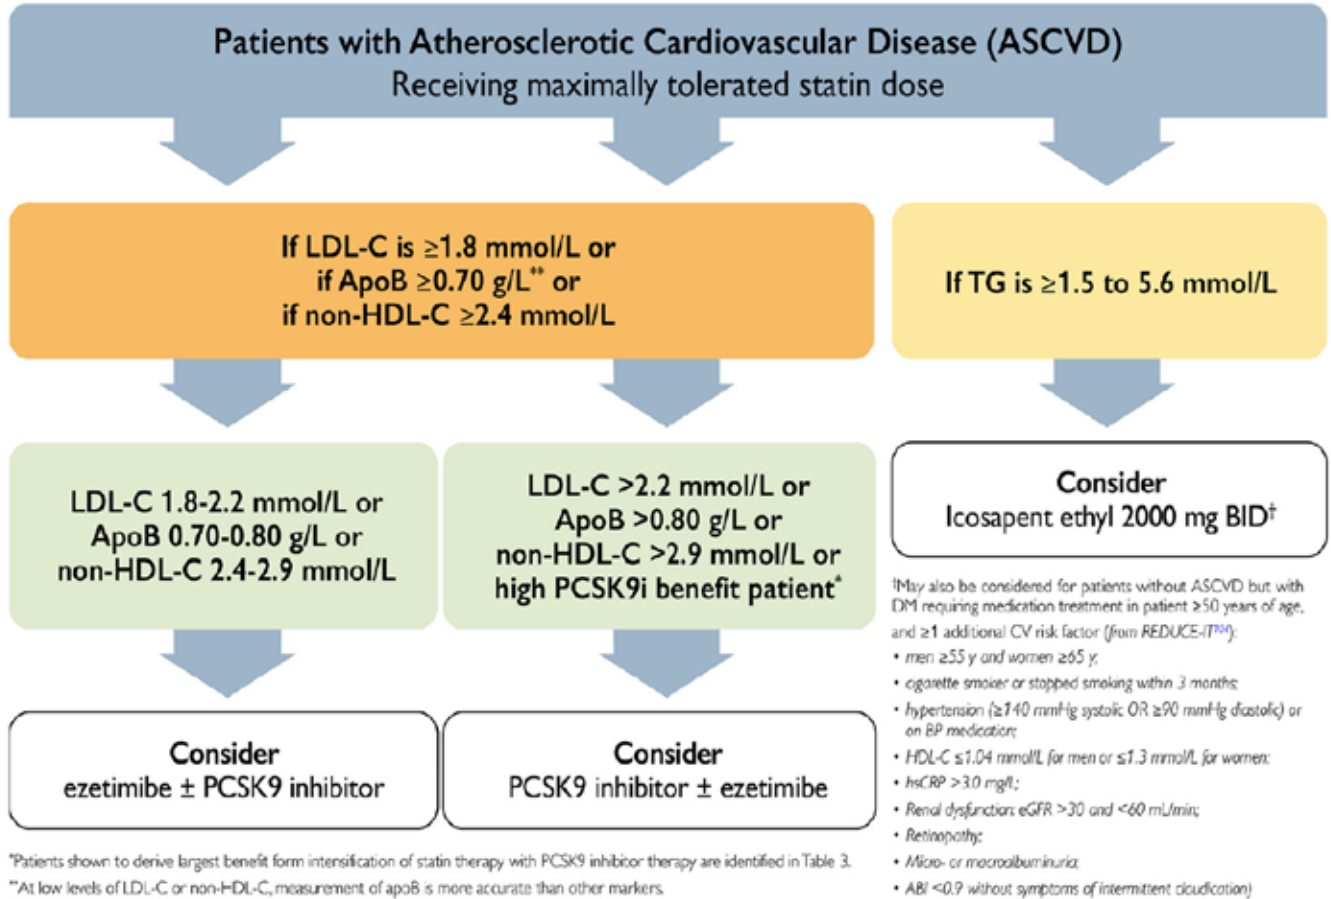 Patients with Atherosclerotic Cardiovascular Disease (ASCVD)
Receiving maximally tolerated statin dose
If LDL-C is ≥1.8 mmol/L or
if ApoB ≥0.70 g/L** or
if non-HDL-C ≥2.4 mmol/L
If TG is ≥1.5 to 5.6 mmol/L
LDL-C 1.8-2.2 mmol/L or
ApoB 0.70-0.80 g/L or
non-HDL-C 2.4-2.9 mmol/L
LDL-C >2.2 mmol/L or
ApoB >0.80 g/L or
non-HDL-C >2.9 mmol/L or
high PCSK9i benefit patient*
Consider
Icosapent ethyl 2000 mg BID†
Consider
ezetimibe ± PCSK9 inhibitor
Consider
PCSK9 inhibitor ± ezetimibe
*Patients shown to derive largest benefit form intensification of statin therapy with PCSK9 inhibitor therapy are identified in Table 3.
**At low levels of LDL-C or non-HDL-C, measurement of apoB is more accurate than other markers.
†May also be considered for patients without ASCVD but with
DM requiring medication treatment in patient ≥50 years of age,
and ≥1 additional CV risk factor (from REDUCE-IT704):
• men ≥55 y and women ≥65 y;
• cigarette smoker or stopped smoking within 3 months;
• hypertension (≥140 mmHg systolic OR ≥90 mmHg diastolic) or
on BP medication;
• HDL-C ≤1.04 mmol/L for men or ≤1.3 mmol/L for women;
• hsCRP >3.0 mg/L;
• Renal dysfunction: eGFR >30 and <60 mL/min;
• Retinopathy;
• Micro- or macroalbuminuria;
• ABI <0.9 without symptoms of intermittent claudication)